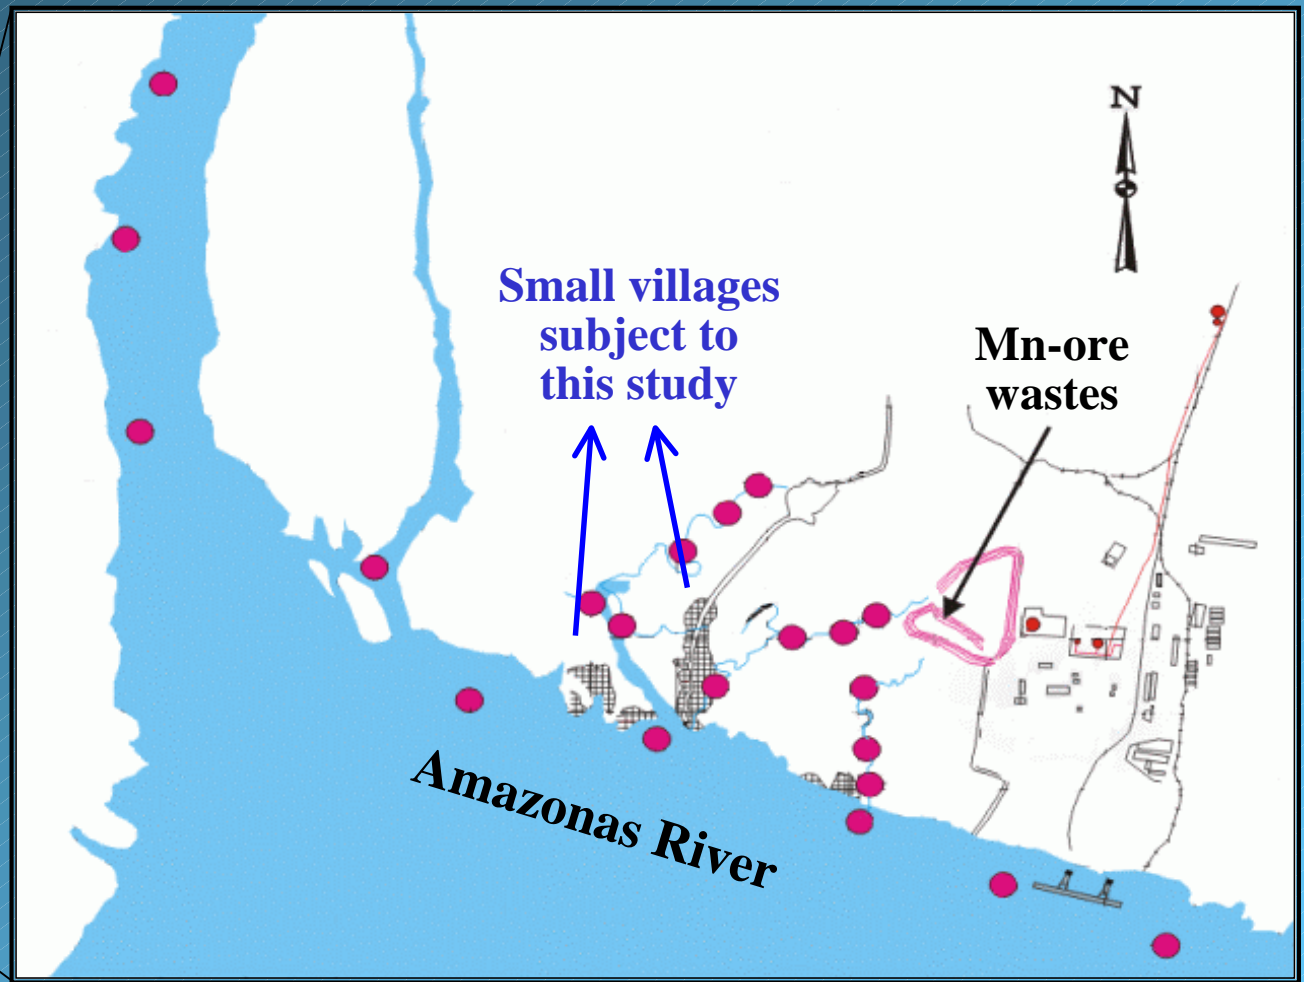 N
Small villages
subject to
this study
Mn-ore
wastes
Amazonas River